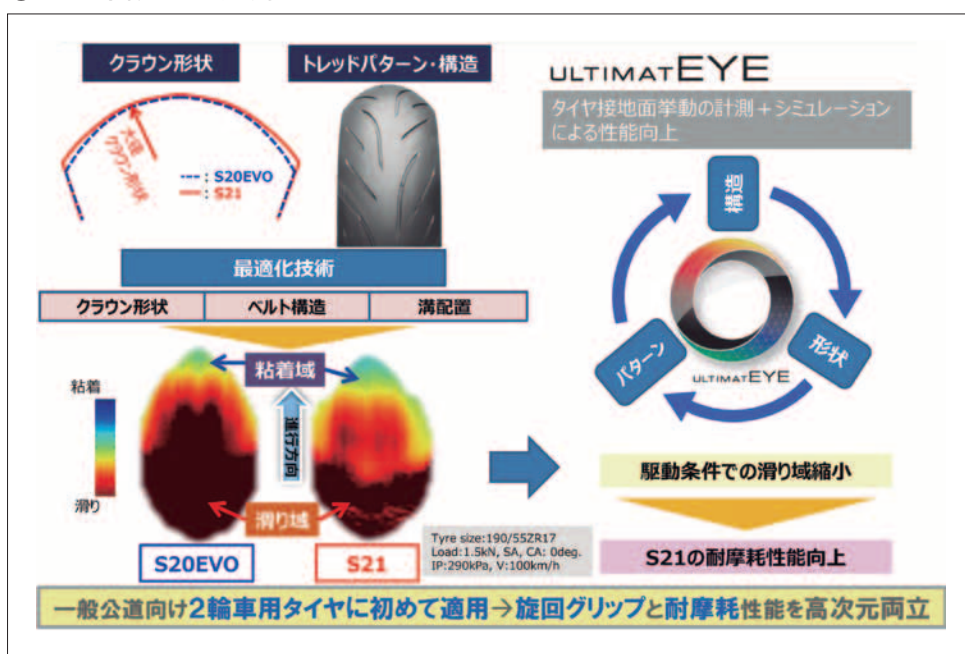 クラウン形状
トレッドパターン・構造
大径
クラウン形状
---：S20EVO
―：S21
最適化技術
クラウン形状
ベルト構造
溝配置
粘着
滑り
粘着域
進行方向
滑り域
S20EVO
S21
Tyre size:190/55ZR17
Load:1.5kN, SA, CA: 0deg.
IP:290kPa, V:100km/h
ULTIMATEYE
タイヤ接地面挙動の計測＋シミュレーション
による性能向上
構造
形状
パターン
ULTIMATEYE
駆動条件での滑り域縮小
S21の耐摩耗性能向上
一般公道向け2輪車用タイヤに初めて適用→旋回グリップと耐摩耗性能を高次元両立